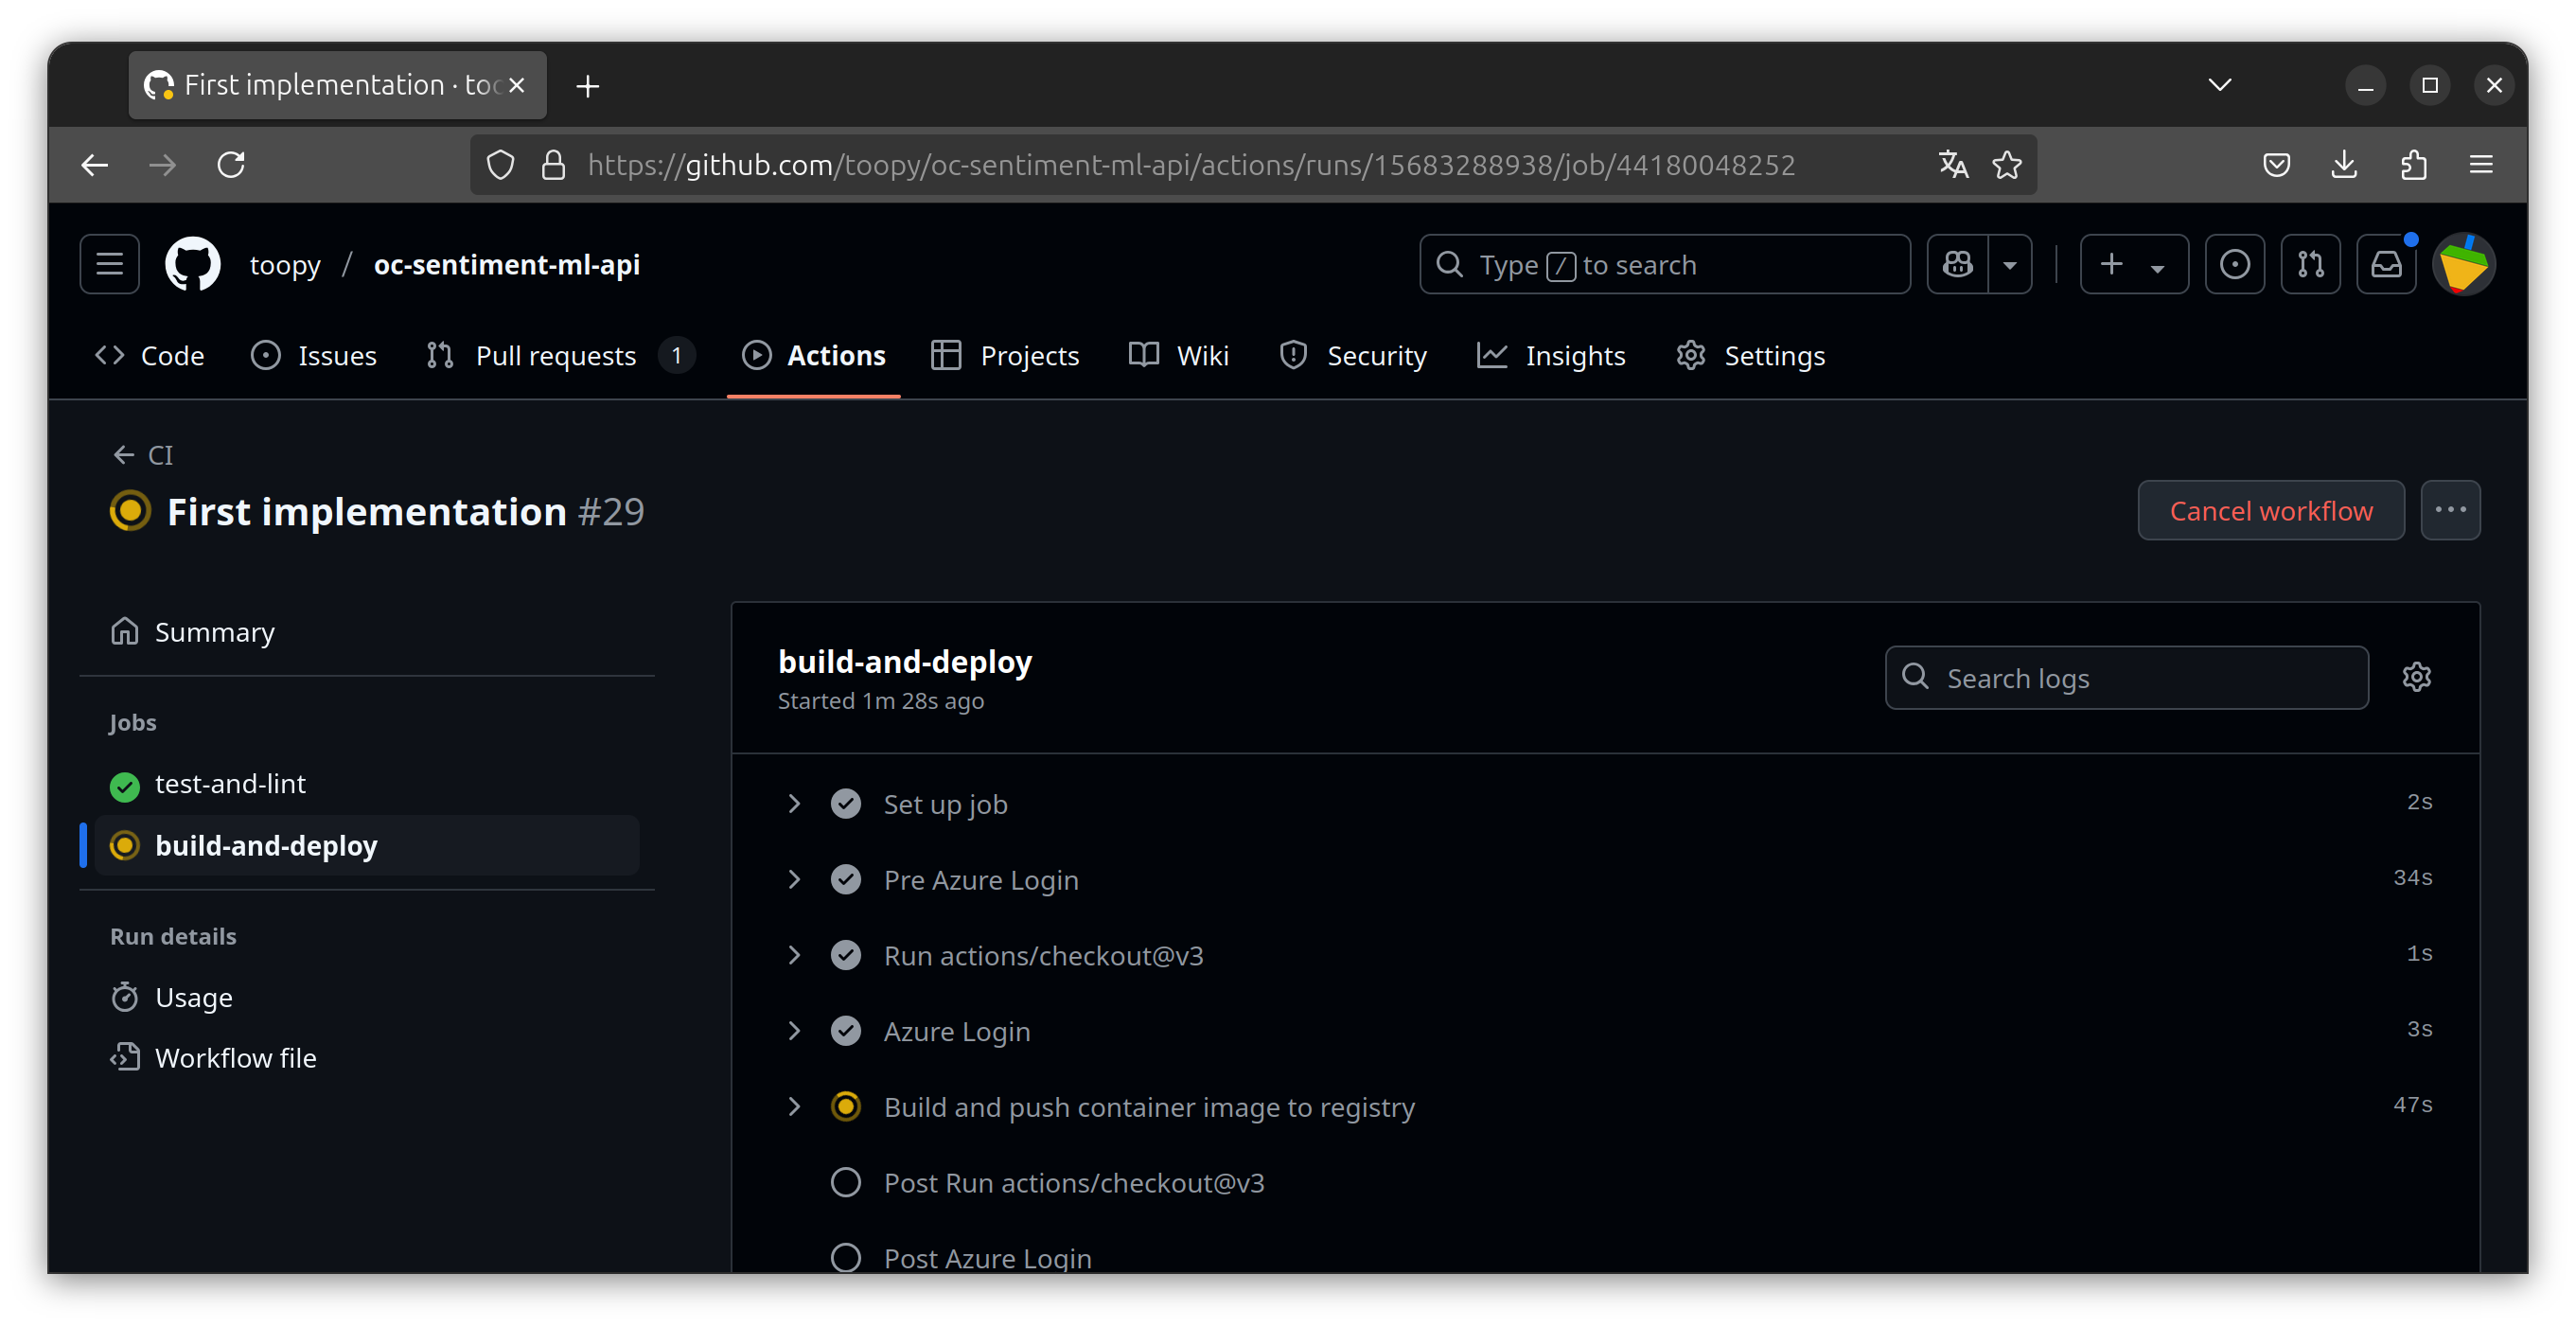 First implementation · too
https://github.com/toopy/oc-sentiment-ml-api/actions/runs/15683288938/job/44180048252
toopy / oc-sentiment-ml-api
Type / to search
Code Issues Pull requests 1 Actions Projects Wiki Security Insights Settings
CI
First implementation #29
Cancel workflow
Summary
Jobs
test-and-lint
build-and-deploy
Run details
Usage
Workflow file
build-and-deploy
Started 1m 28s ago
Search logs
Set up job 2s
Pre Azure Login 34s
Run actions/checkout@v3 1s
Azure Login 3s
Build and push container image to registry 47s
Post Run actions/checkout@v3
Post Azure Login